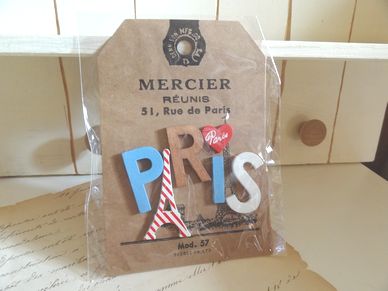 MERCIER
RÉUNIS
51, Rue de Paris
PARIS
Paris
Mod. 57